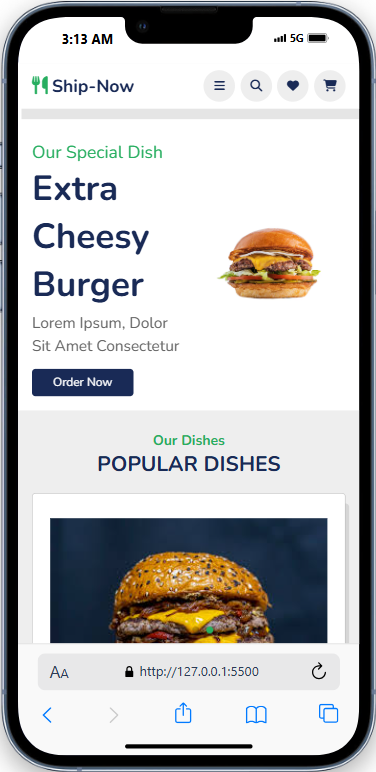 3:13 AM
5G
Ship-Now
Our Special Dish
Extra
Cheesy
Burger
Lorem Ipsum, Dolor
Sit Amet Consectetur
Order Now
Our Dishes
POPULAR DISHES
AA
http://127.0.0.1:5500